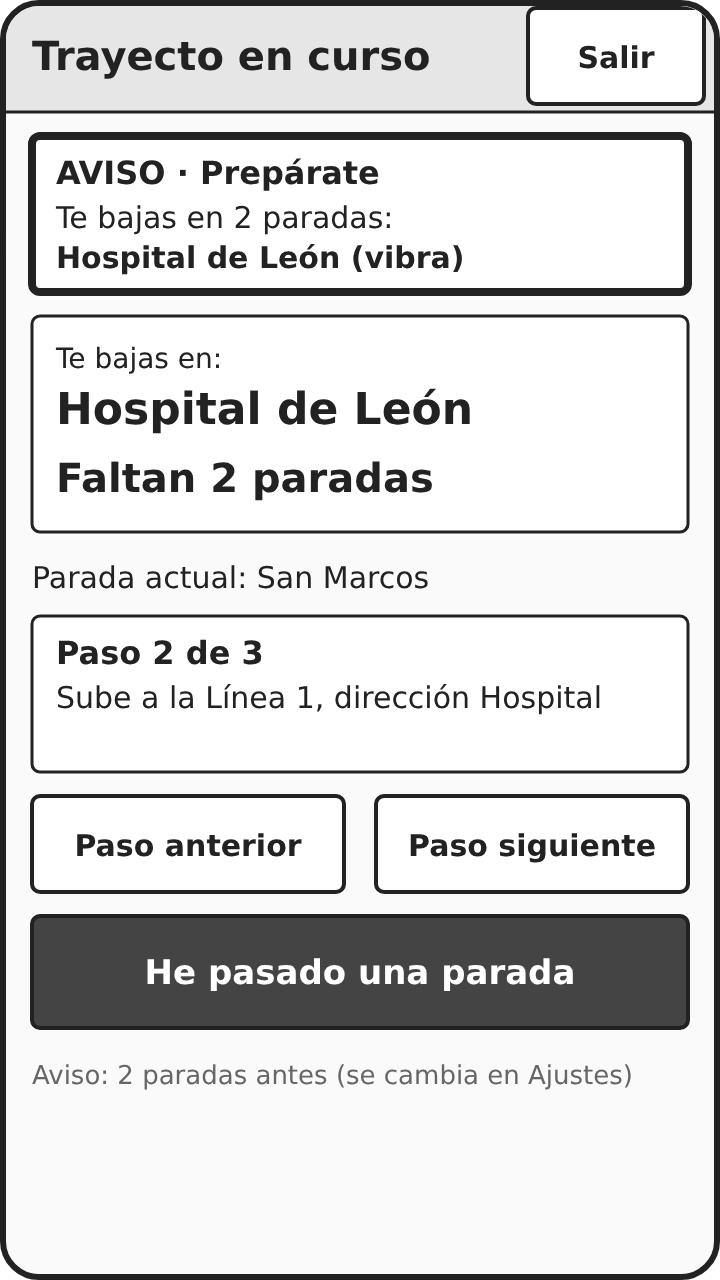 Trayecto en curso
Salir
AVISO · Prepárate
Te bajas en 2 paradas:
Hospital de León (vibra)
Te bajas en:
Hospital de León
Faltan 2 paradas
Parada actual: San Marcos
Paso 2 de 3
Sube a la Línea 1, dirección Hospital
Paso anterior
Paso siguiente
He pasado una parada
Aviso: 2 paradas antes (se cambia en Ajustes)